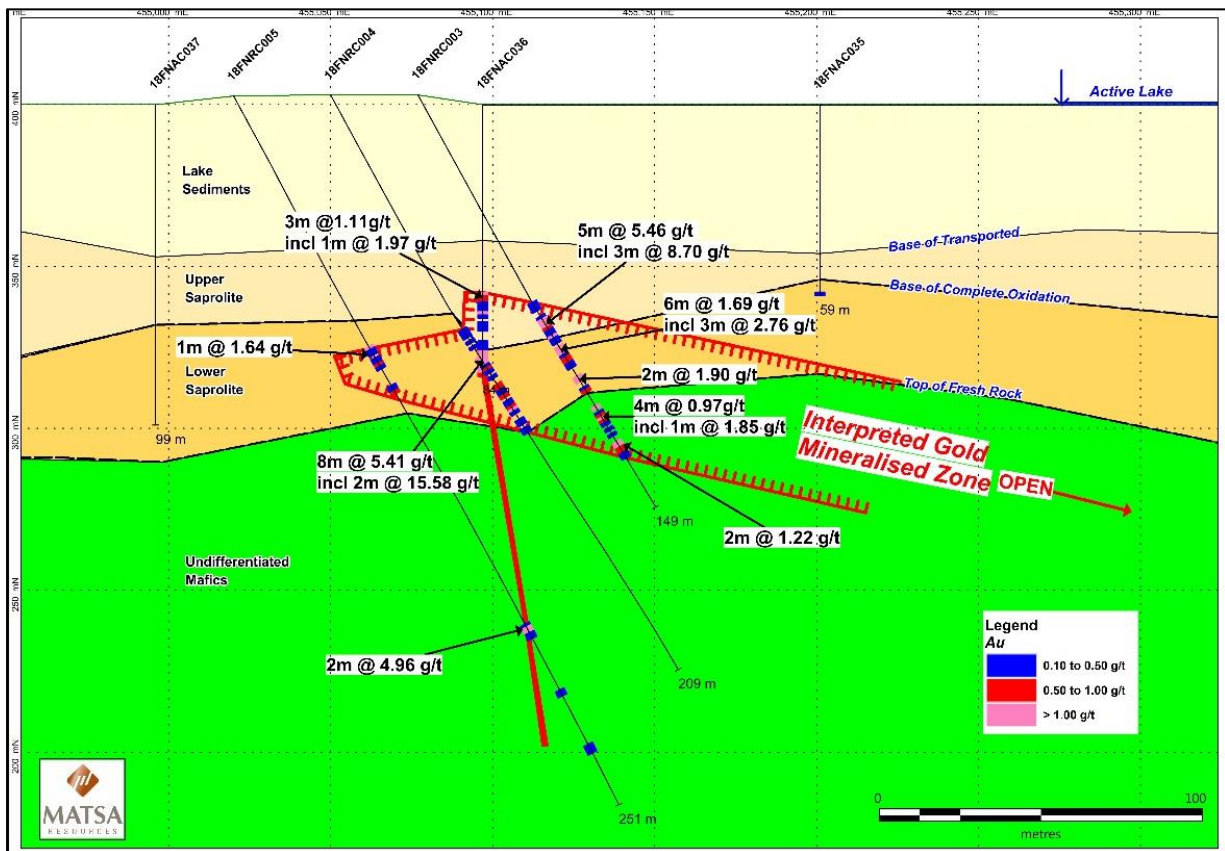 455,000 mE
455,050 mE
455,100 mE
455,150 mE
455,200 mE
455,250 mE
455,300 mE
18FNAC037
18FNRC005
18FNRC004
18FNRC003
18FNAC036
18FNAC035
400 mN
Active Lake
Lake
Sediments
3m @1.11g/t
incl 1m @ 1.97 g/t
5m @ 5.46 g/t
incl 3m @ 8.70 g/t
Base of Transported
350 mN
Upper
Saprolite
Base of Complete Oxidation
6m @ 1.69 g/t
incl 3m @ 2.76 g/t
59 m
1m @ 1.64 g/t
Lower
Saprolite
2m @ 1.90 g/t
Top of Fresh Rock
4m @ 0.97g/t
incl 1m @ 1.85 g/t
300 mN
99 m
Interpreted Gold
Mineralised Zone OPEN
8m @ 5.41 g/t
incl 2m @ 15.58 g/t
149 m
2m @ 1.22 g/t
Undifferentiated
Mafics
250 mN
2m @ 4.96 g/t
209 m
Legend
Au
0.10 to 0.50 g/t
0.50 to 1.00 g/t
> 1.00 g/t
200 mN
251 m
MATSA
RESOURCES
0
100
metres